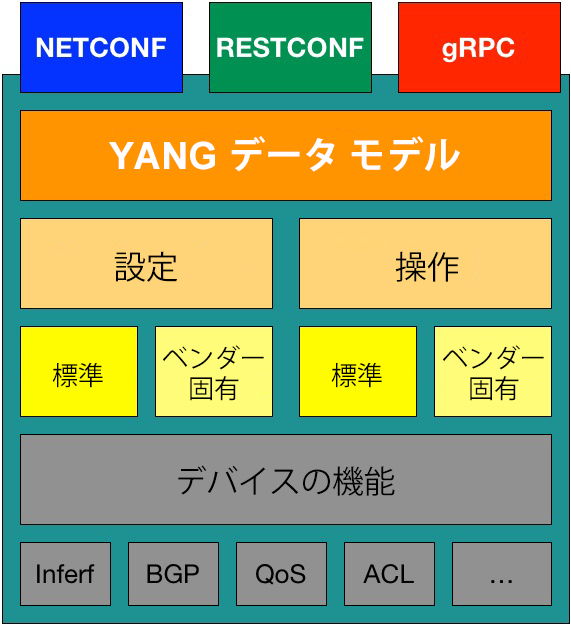 NETCONF
RESTCONF
gRPC
YANG データ モデル
設定
操作
標準
ベンダー
固有
標準
ベンダー
固有
デバイスの機能
Inferf
BGP
QoS
ACL
…